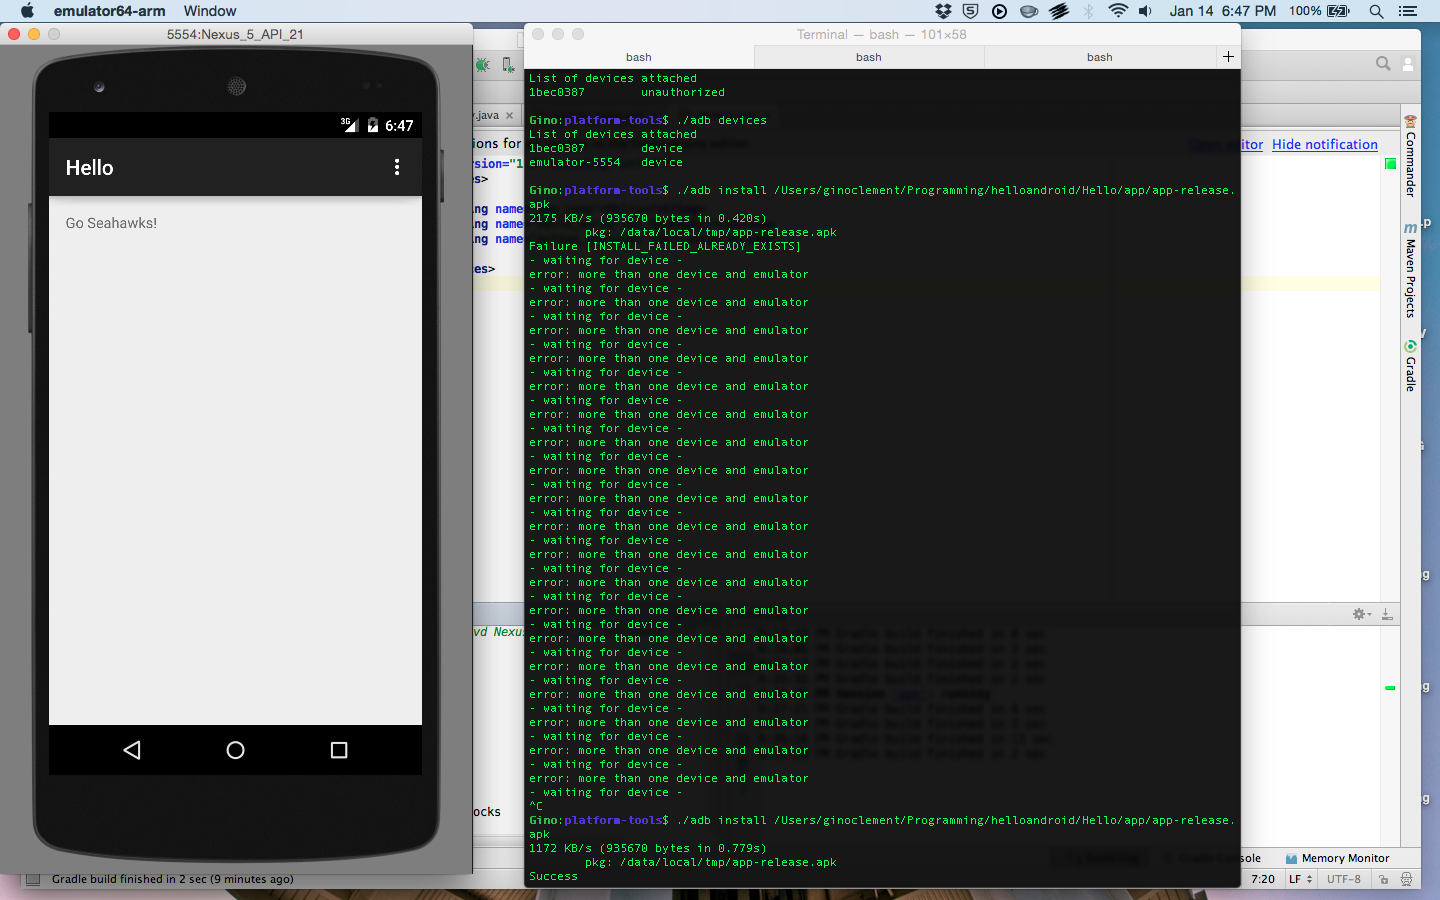 emulator64-arm Window
Jan 14 6:47 PM 100%
5554:Nexus_5_API_21
3G 6:47
Hello
Go Seahawks!
Terminal — bash — 101×58
bash bash bash +
List of devices attached
1bec0387 unauthorized
Gino:platform-tools$ ./adb devices
List of devices attached
1bec0387 device
emulator-5554 device
Gino:platform-tools$ ./adb install /Users/ginoclement/Programming/helloandroid/Hello/app/app-release.
apk
2175 KB/s (935670 bytes in 0.420s)
pkg: /data/local/tmp/app-release.apk
Failure [INSTALL_FAILED_ALREADY_EXISTS]
- waiting for device -
error: more than one device and emulator
- waiting for device -
error: more than one device and emulator
- waiting for device -
error: more than one device and emulator
- waiting for device -
error: more than one device and emulator
- waiting for device -
error: more than one device and emulator
- waiting for device -
error: more than one device and emulator
- waiting for device -
error: more than one device and emulator
- waiting for device -
error: more than one device and emulator
- waiting for device -
error: more than one device and emulator
- waiting for device -
error: more than one device and emulator
- waiting for device -
error: more than one device and emulator
- waiting for device -
error: more than one device and emulator
- waiting for device -
error: more than one device and emulator
- waiting for device -
error: more than one device and emulator
- waiting for device -
error: more than one device and emulator
- waiting for device -
error: more than one device and emulator
- waiting for device -
error: more than one device and emulator
- waiting for device -
error: more than one device and emulator
- waiting for device -
error: more than one device and emulator
- waiting for device -
^C
Gino:platform-tools$ ./adb install /Users/ginoclement/Programming/helloandroid/Hello/app/app-release.
apk
1172 KB/s (935670 bytes in 0.779s)
pkg: /data/local/tmp/app-release.apk
Success
.java
ions for
Hide notification
rsion="1
es>
ing name
ing name
ing name
es>
vd Nexus
ocks
Commander
Maven Projects
Gradle
Memory Monitor
Gradle build finished in 2 sec (9 minutes ago)
7:20 LF UTF-8